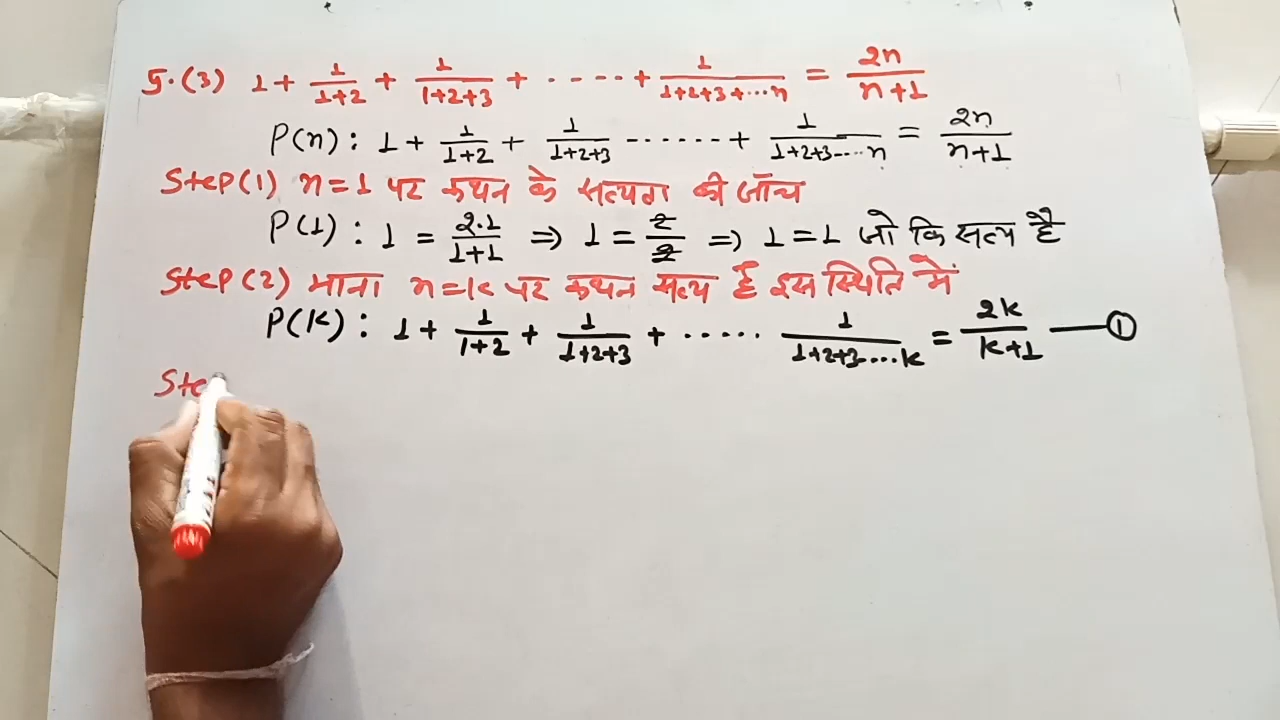 Q.(3) 1 + 1/(1+2) + 1/(1+2+3) + ..... + 1/(1+2+3+...n) = 2n/(n+1)
P(n) : 1 + 1/(1+2) + 1/(1+2+3) ...... + 1/(1+2+3....n) = 2n/(n+1)
Step(1) n=1 पर कथन के सत्यता की जाँच
P(1) : 1 = 2.1/(1+1) ⇒ 1 = 2/2 ⇒ 1=1 जो कि सत्य है
Step(2) माना n=k पर कथन सत्य है इस स्थिति में
P(k) : 1 + 1/(1+2) + 1/(1+2+3) + ..... 1/(1+2+3....k) = 2k/(k+1) — ①
Ste